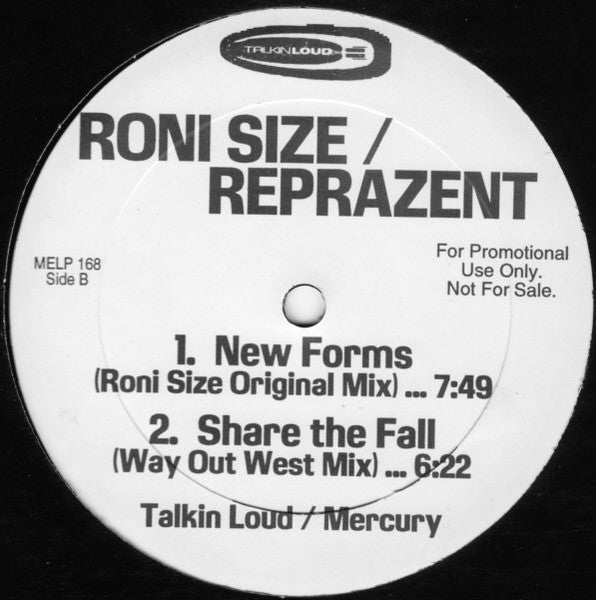 TALKIN LOUD
RONI SIZE /
REPRAZENT
MELP 168
Side B
For Promotional
Use Only.
Not For Sale.
1. New Forms
(Roni Size Original Mix) ... 7:49
2. Share the Fall
(Way Out West Mix) ... 6:22
Talkin Loud / Mercury